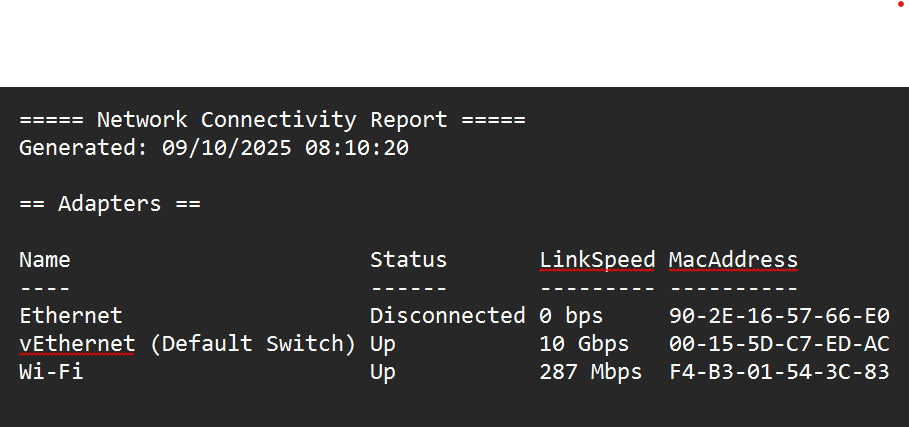 ===== Network Connectivity Report =====
Generated: 09/10/2025 08:10:20
== Adapters ==
Name Status LinkSpeed MacAddress
---- ------ --------- ----------
Ethernet Disconnected 0 bps 90-2E-16-57-66-E0
vEthernet (Default Switch) Up 10 Gbps 00-15-5D-C7-ED-AC
Wi-Fi Up 287 Mbps F4-B3-01-54-3C-83